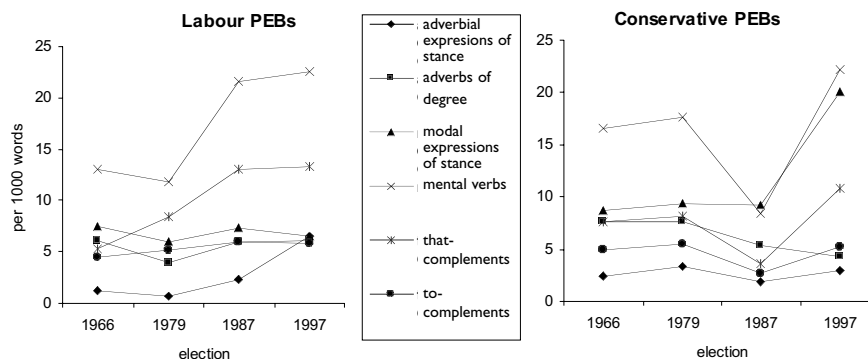 Labour PEBs
25
20
15
10
5
0
per 1000 words
1966 1979 1987 1997
election
adverbial
expresions of
stance
adverbs of
degree
modal
expressions
of stance
mental verbs
that-
complements
to-
complements
Conservative PEBs
25
20
15
10
5
0
1966 1979 1987 1997
election